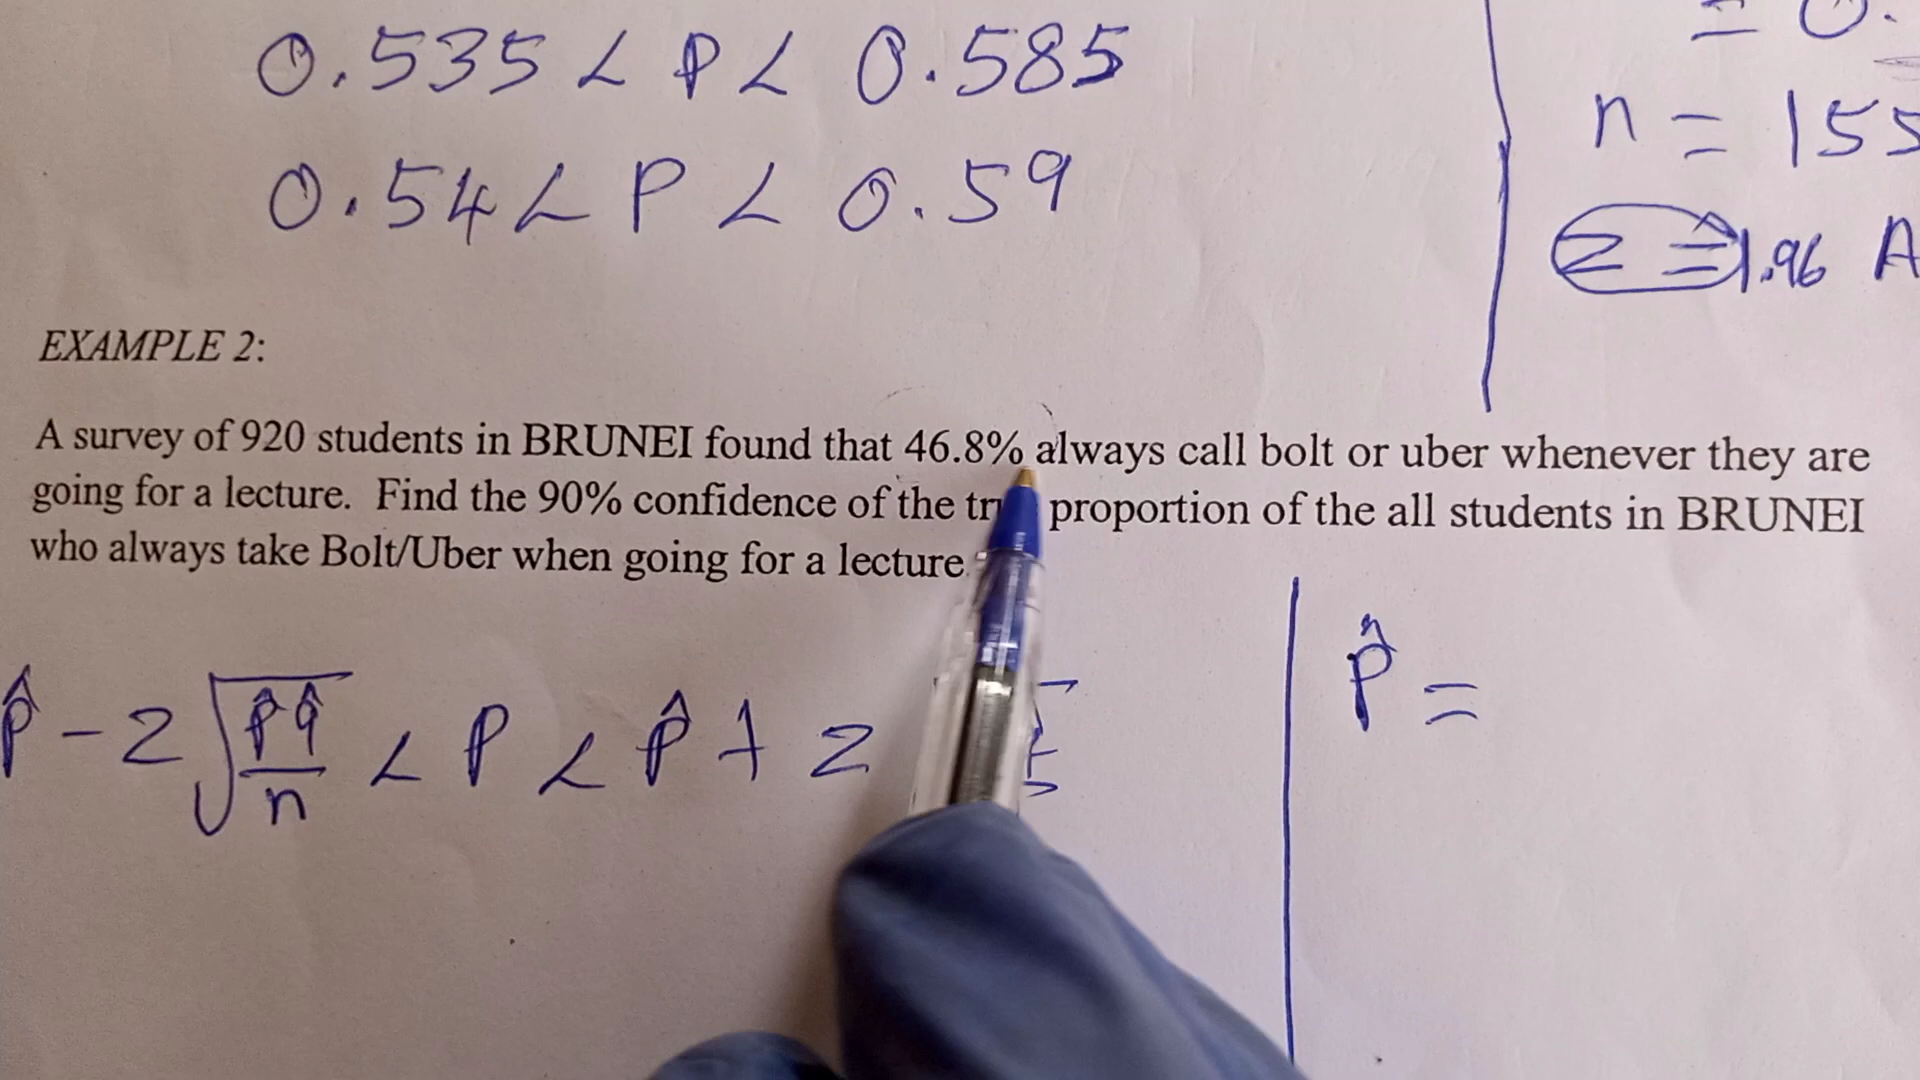 0.535 < P < 0.585
0.54 < P < 0.59
= 0.
n = 155
z = 1.96 A
EXAMPLE 2:
A survey of 920 students in BRUNEI found that 46.8% always call bolt or uber whenever they are
going for a lecture. Find the 90% confidence of the proportion of the all students in BRUNEI
who always take Bolt/Uber when going for a lecture
p̂ - z √(p̂q̂/n) < P < p̂ + z
p̂ =